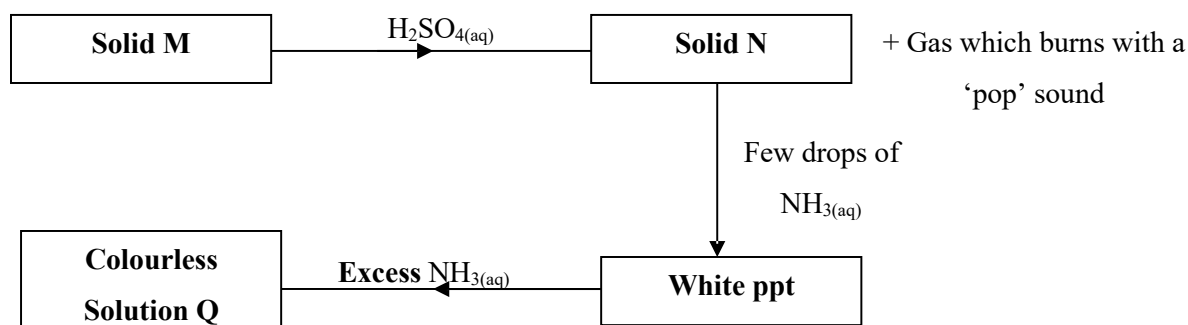 Solid M
H₂SO₄(aq)
Solid N
+ Gas which burns with a
‘pop’ sound
Few drops of
NH₃(aq)
Colourless
Solution Q
Excess NH₃(aq)
White ppt